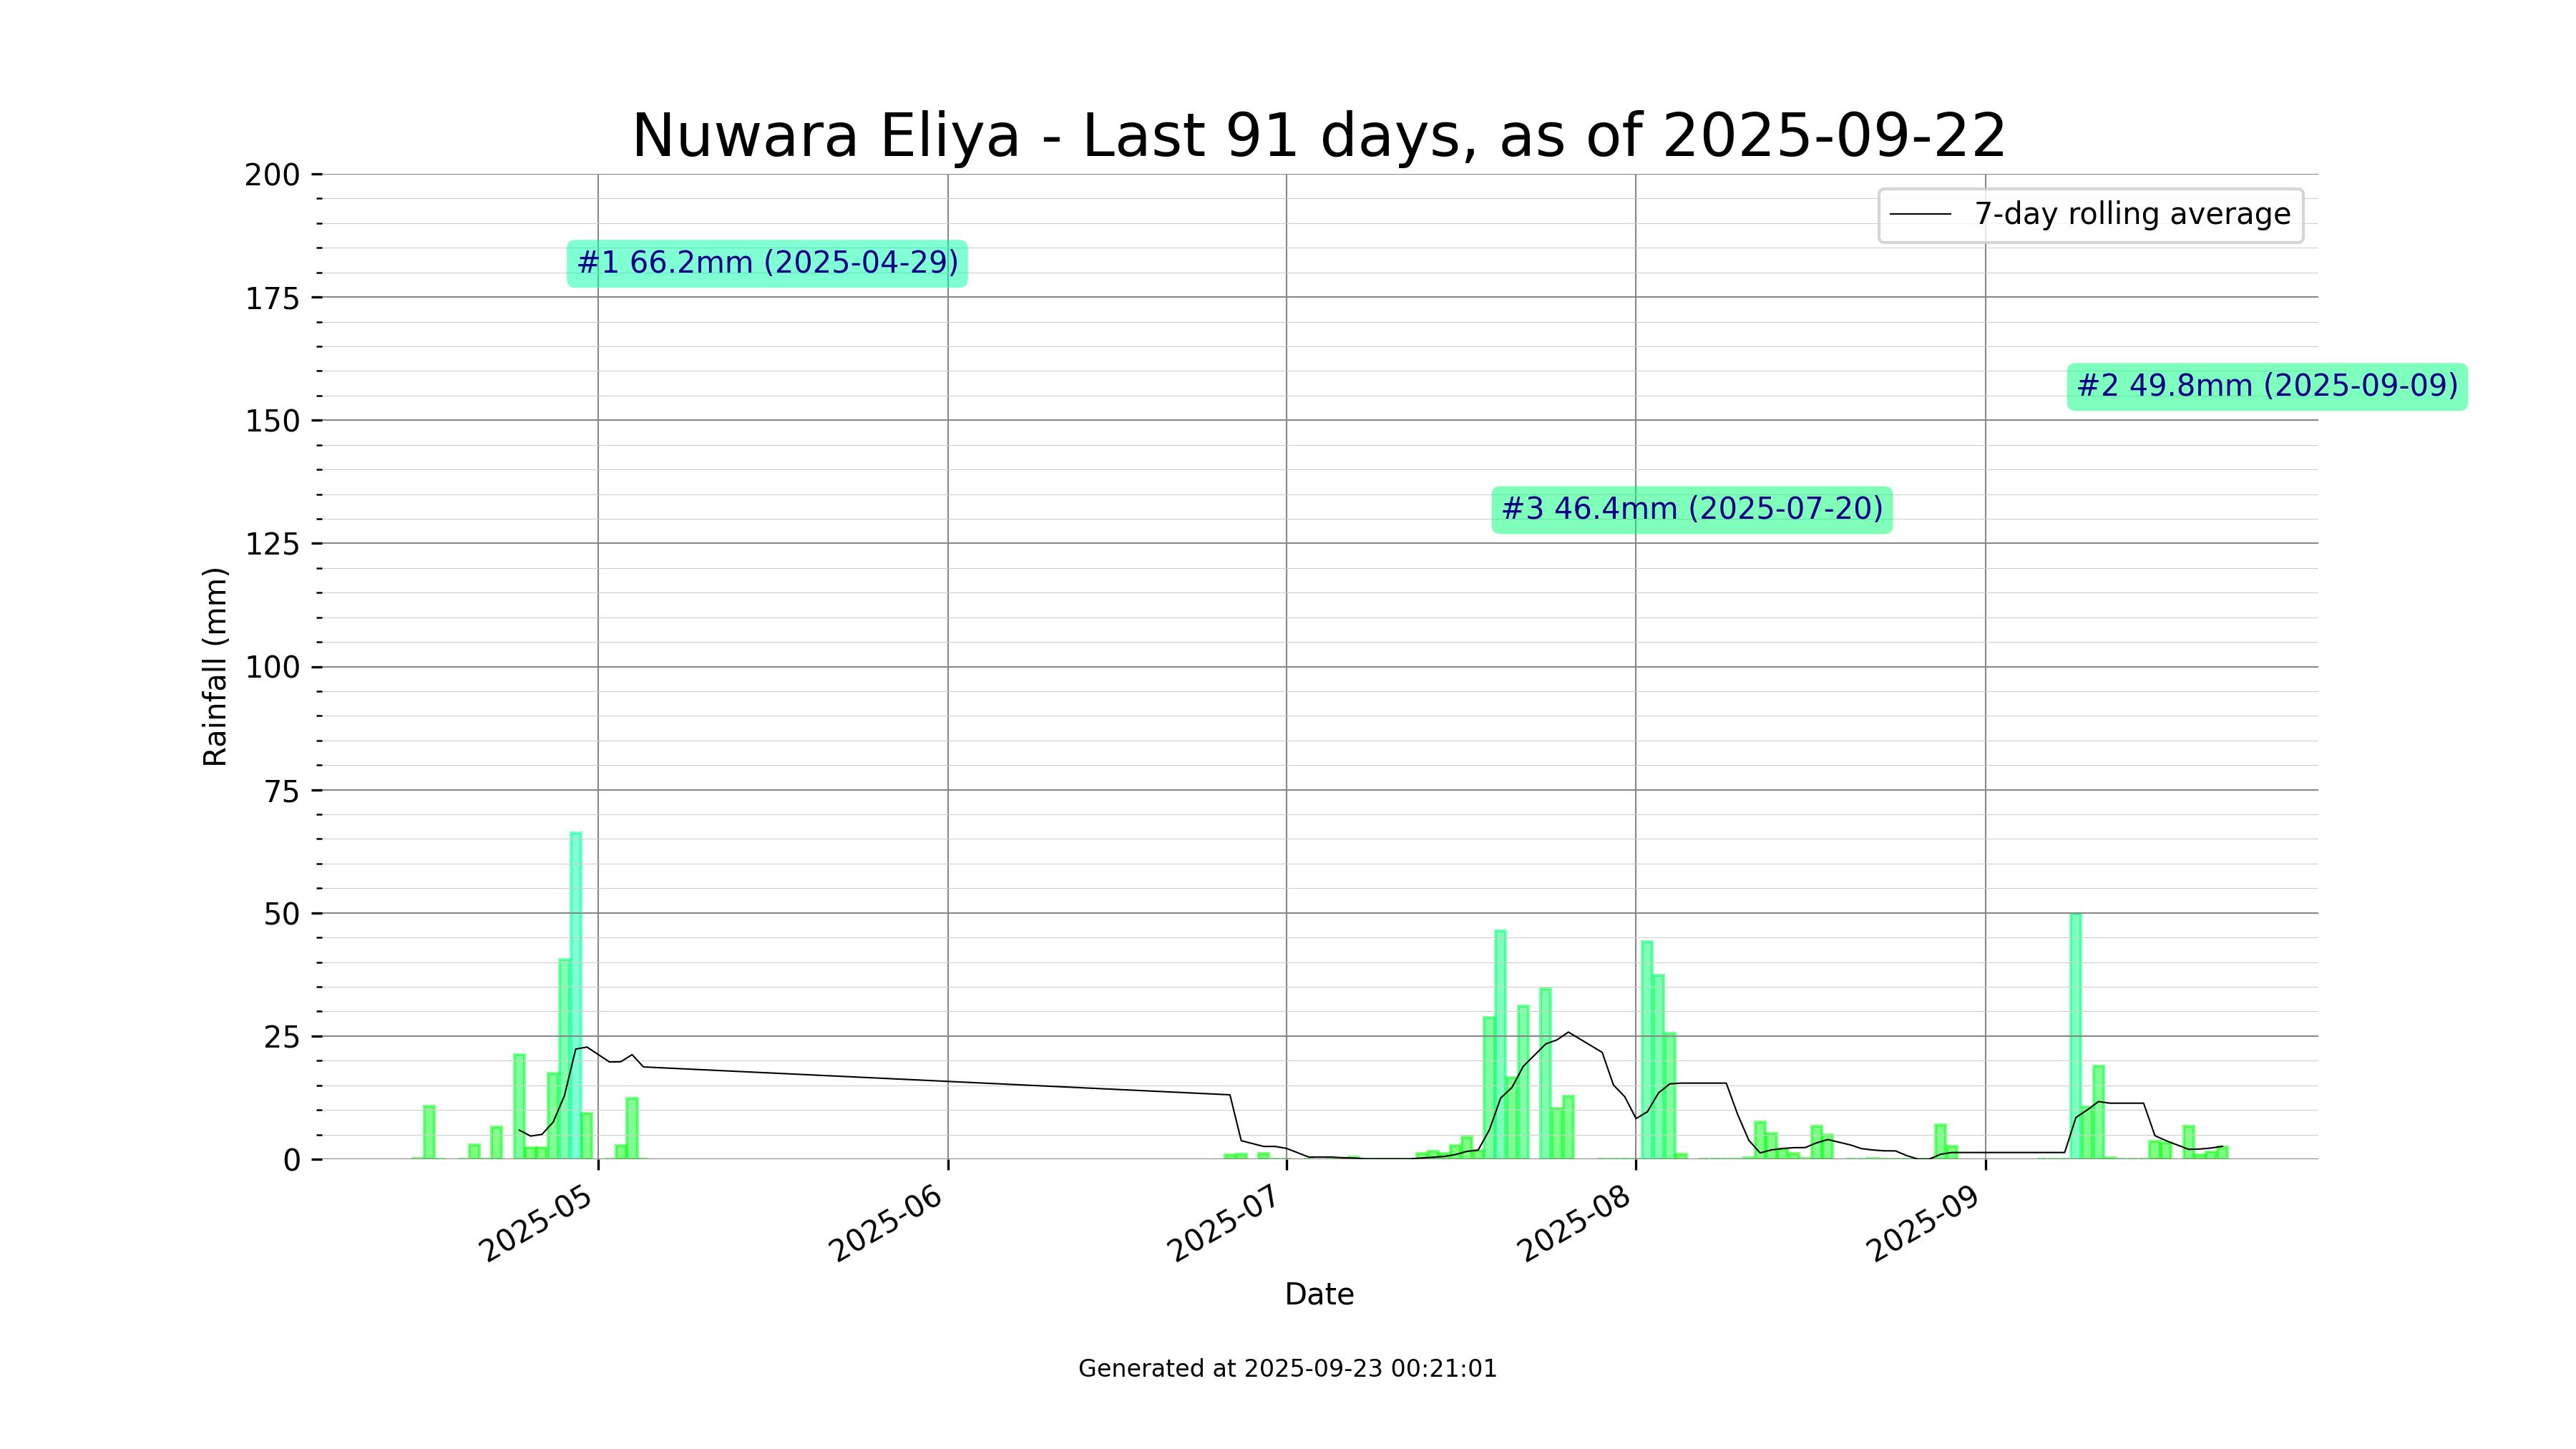 Nuwara Eliya - Last 91 days, as of 2025-09-22
200
175
150
125
100
75
50
25
0
Rainfall (mm)
7-day rolling average
#1 66.2mm (2025-04-29)
#2 49.8mm (2025-09-09)
#3 46.4mm (2025-07-20)
2025-05
2025-06
2025-07
2025-08
2025-09
Date
Generated at 2025-09-23 00:21:01